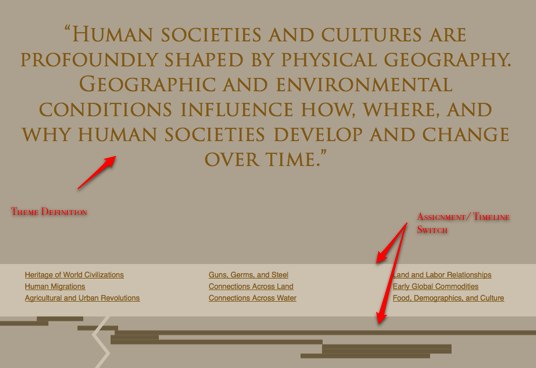 “Human societies and cultures are
profoundly shaped by physical geography.
Geographic and environmental
conditions influence how, where, and
why human societies develop and change
over time.”
Theme Definition
Assignment/Timeline
Switch
Heritage of World Civilizations
Guns, Germs, and Steel
Land and Labor Relationships
Human Migrations
Connections Across Land
Early Global Commodities
Agricultural and Urban Revolutions
Connections Across Water
Food, Demographics, and Culture